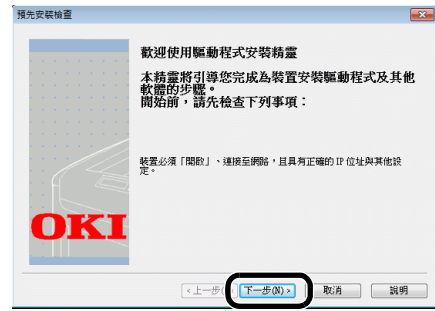 預先安裝檢查
歡迎使用驅動程式安裝精靈
本精靈將引導您完成為裝置安裝驅動程式及其他
軟體的步驟。
開始前，請先檢查下列事項：
裝置必須「開啟」、連接至網路，且具有正確的 IP 位址與其他設
定。
OKI
<上一步( 下一步(N) > 取消 說明